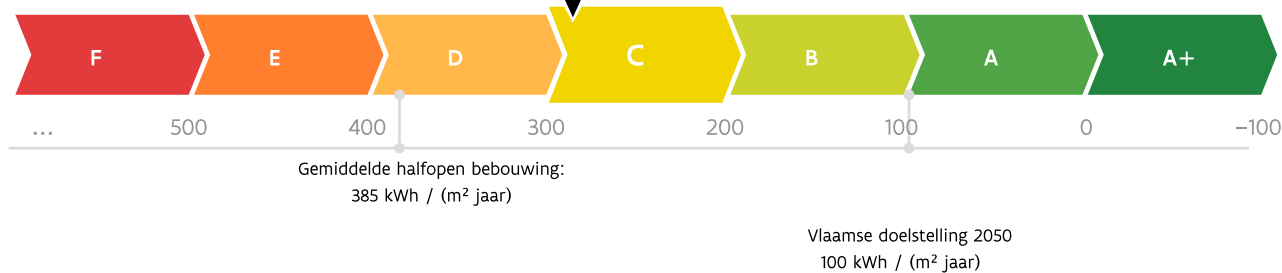 F E D C B A A+
... 500 400 300 200 100 0 −100
Gemiddelde halfopen bebouwing:
385 kWh / (m² jaar)
Vlaamse doelstelling 2050
100 kWh / (m² jaar)